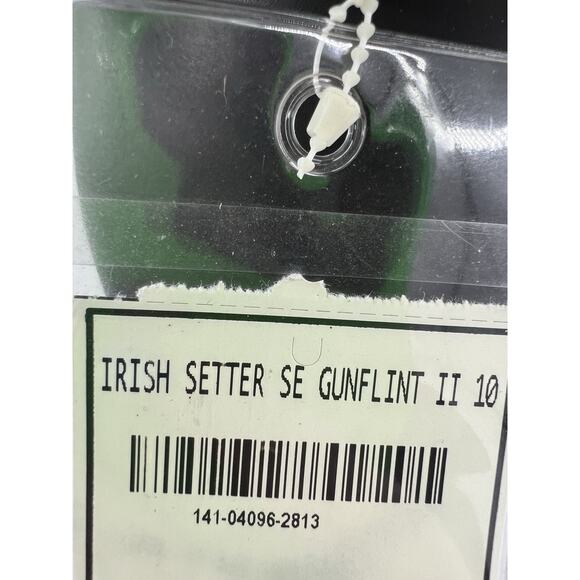 IRISH SETTER SE GUNFLINT II 10
141-04096-2813